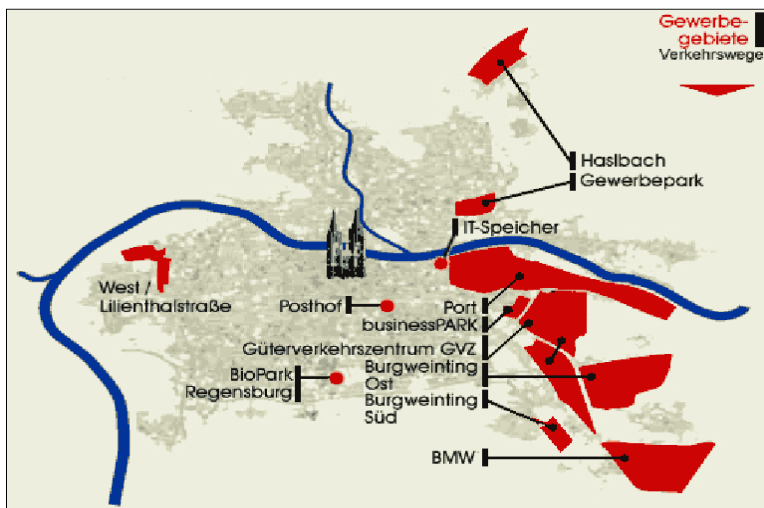 Gewerbe-
gebiete
Verkehrswege
Haslbach
Gewerbepark
IT-Speicher
West /
Lilienthalstraße
Posthof
Port
businessPARK
Güterverkehrszentrum GVZ
Burgweinting
Ost
BioPark
Regensburg
Burgweinting
Süd
BMW